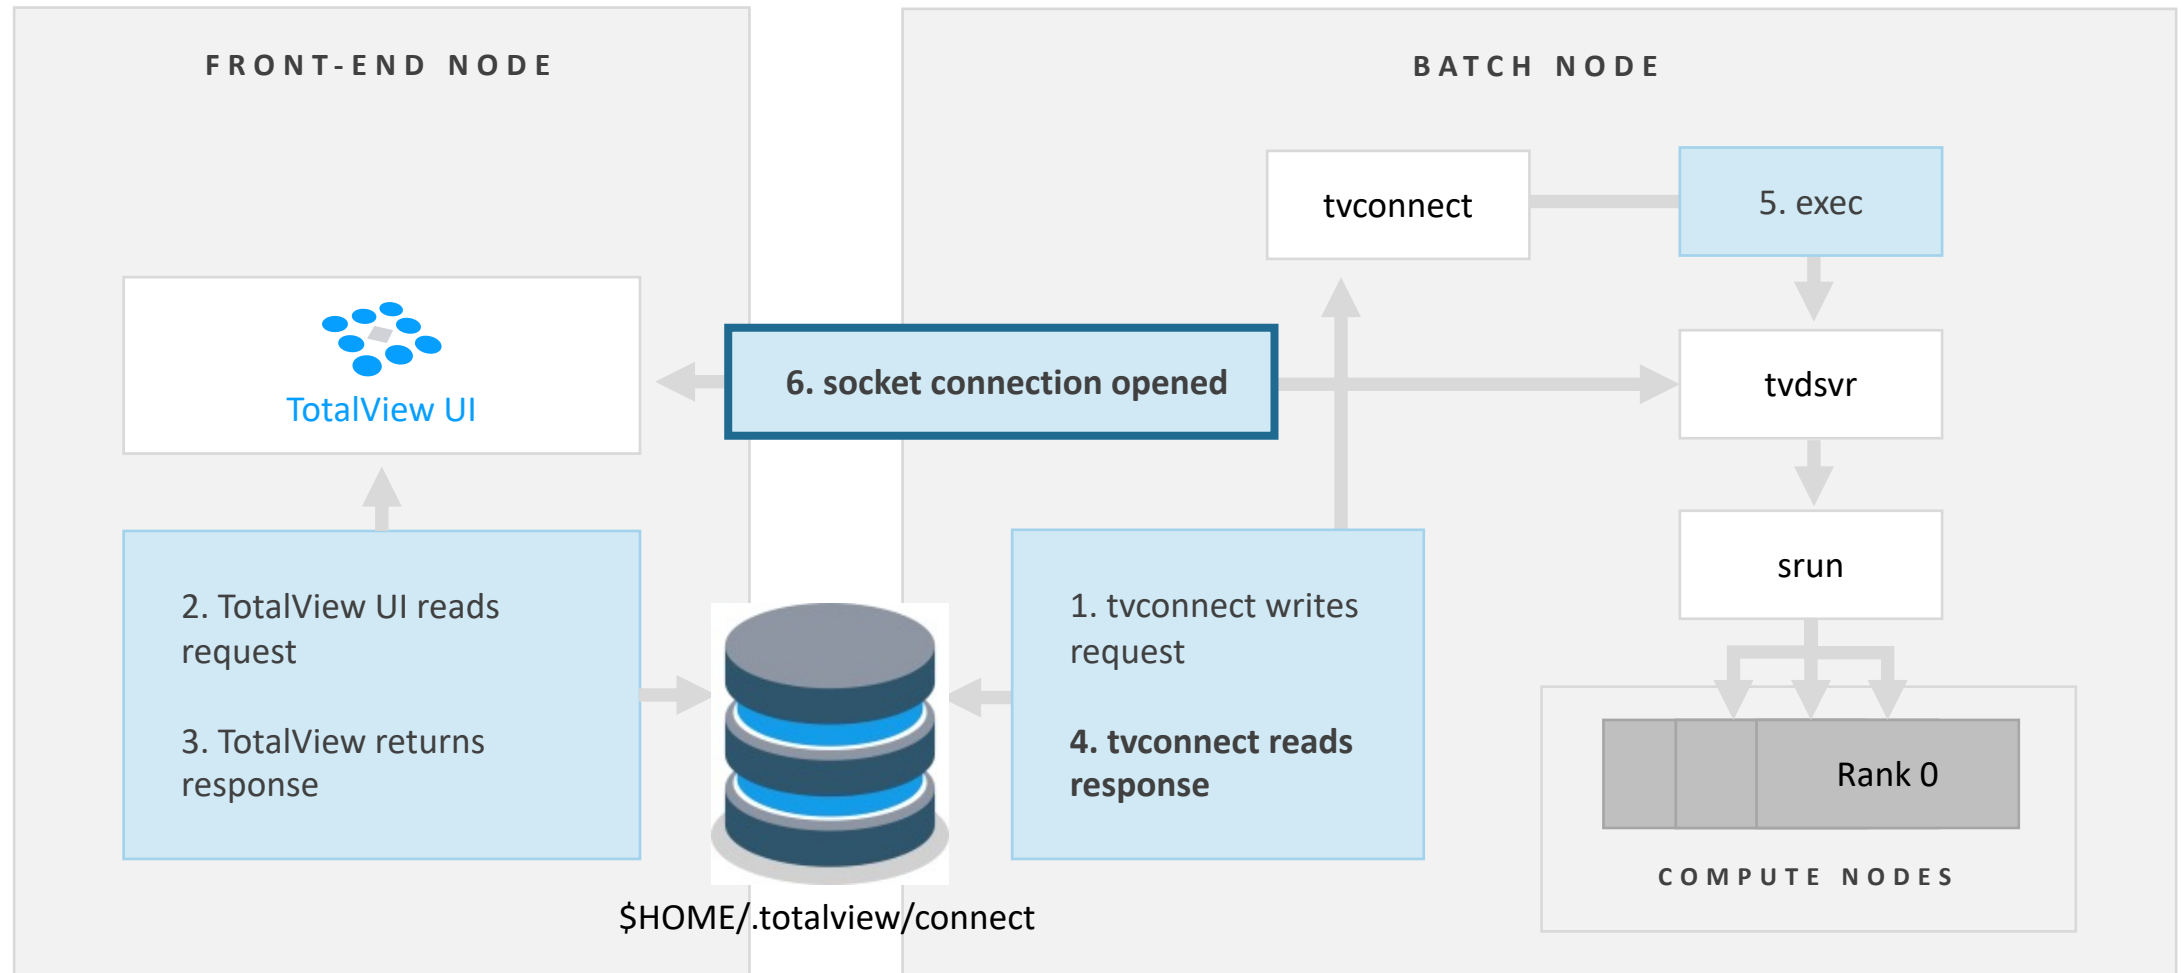 FRONT-END NODE
BATCH NODE
tvconnect
5. exec
TotalView UI
6. socket connection opened
tvdsvr
srun
2. TotalView UI reads
request
3. TotalView returns
response
1. tvconnect writes
request
4. tvconnect reads
response
Rank 0
COMPUTE NODES
$HOME/.totalview/connect